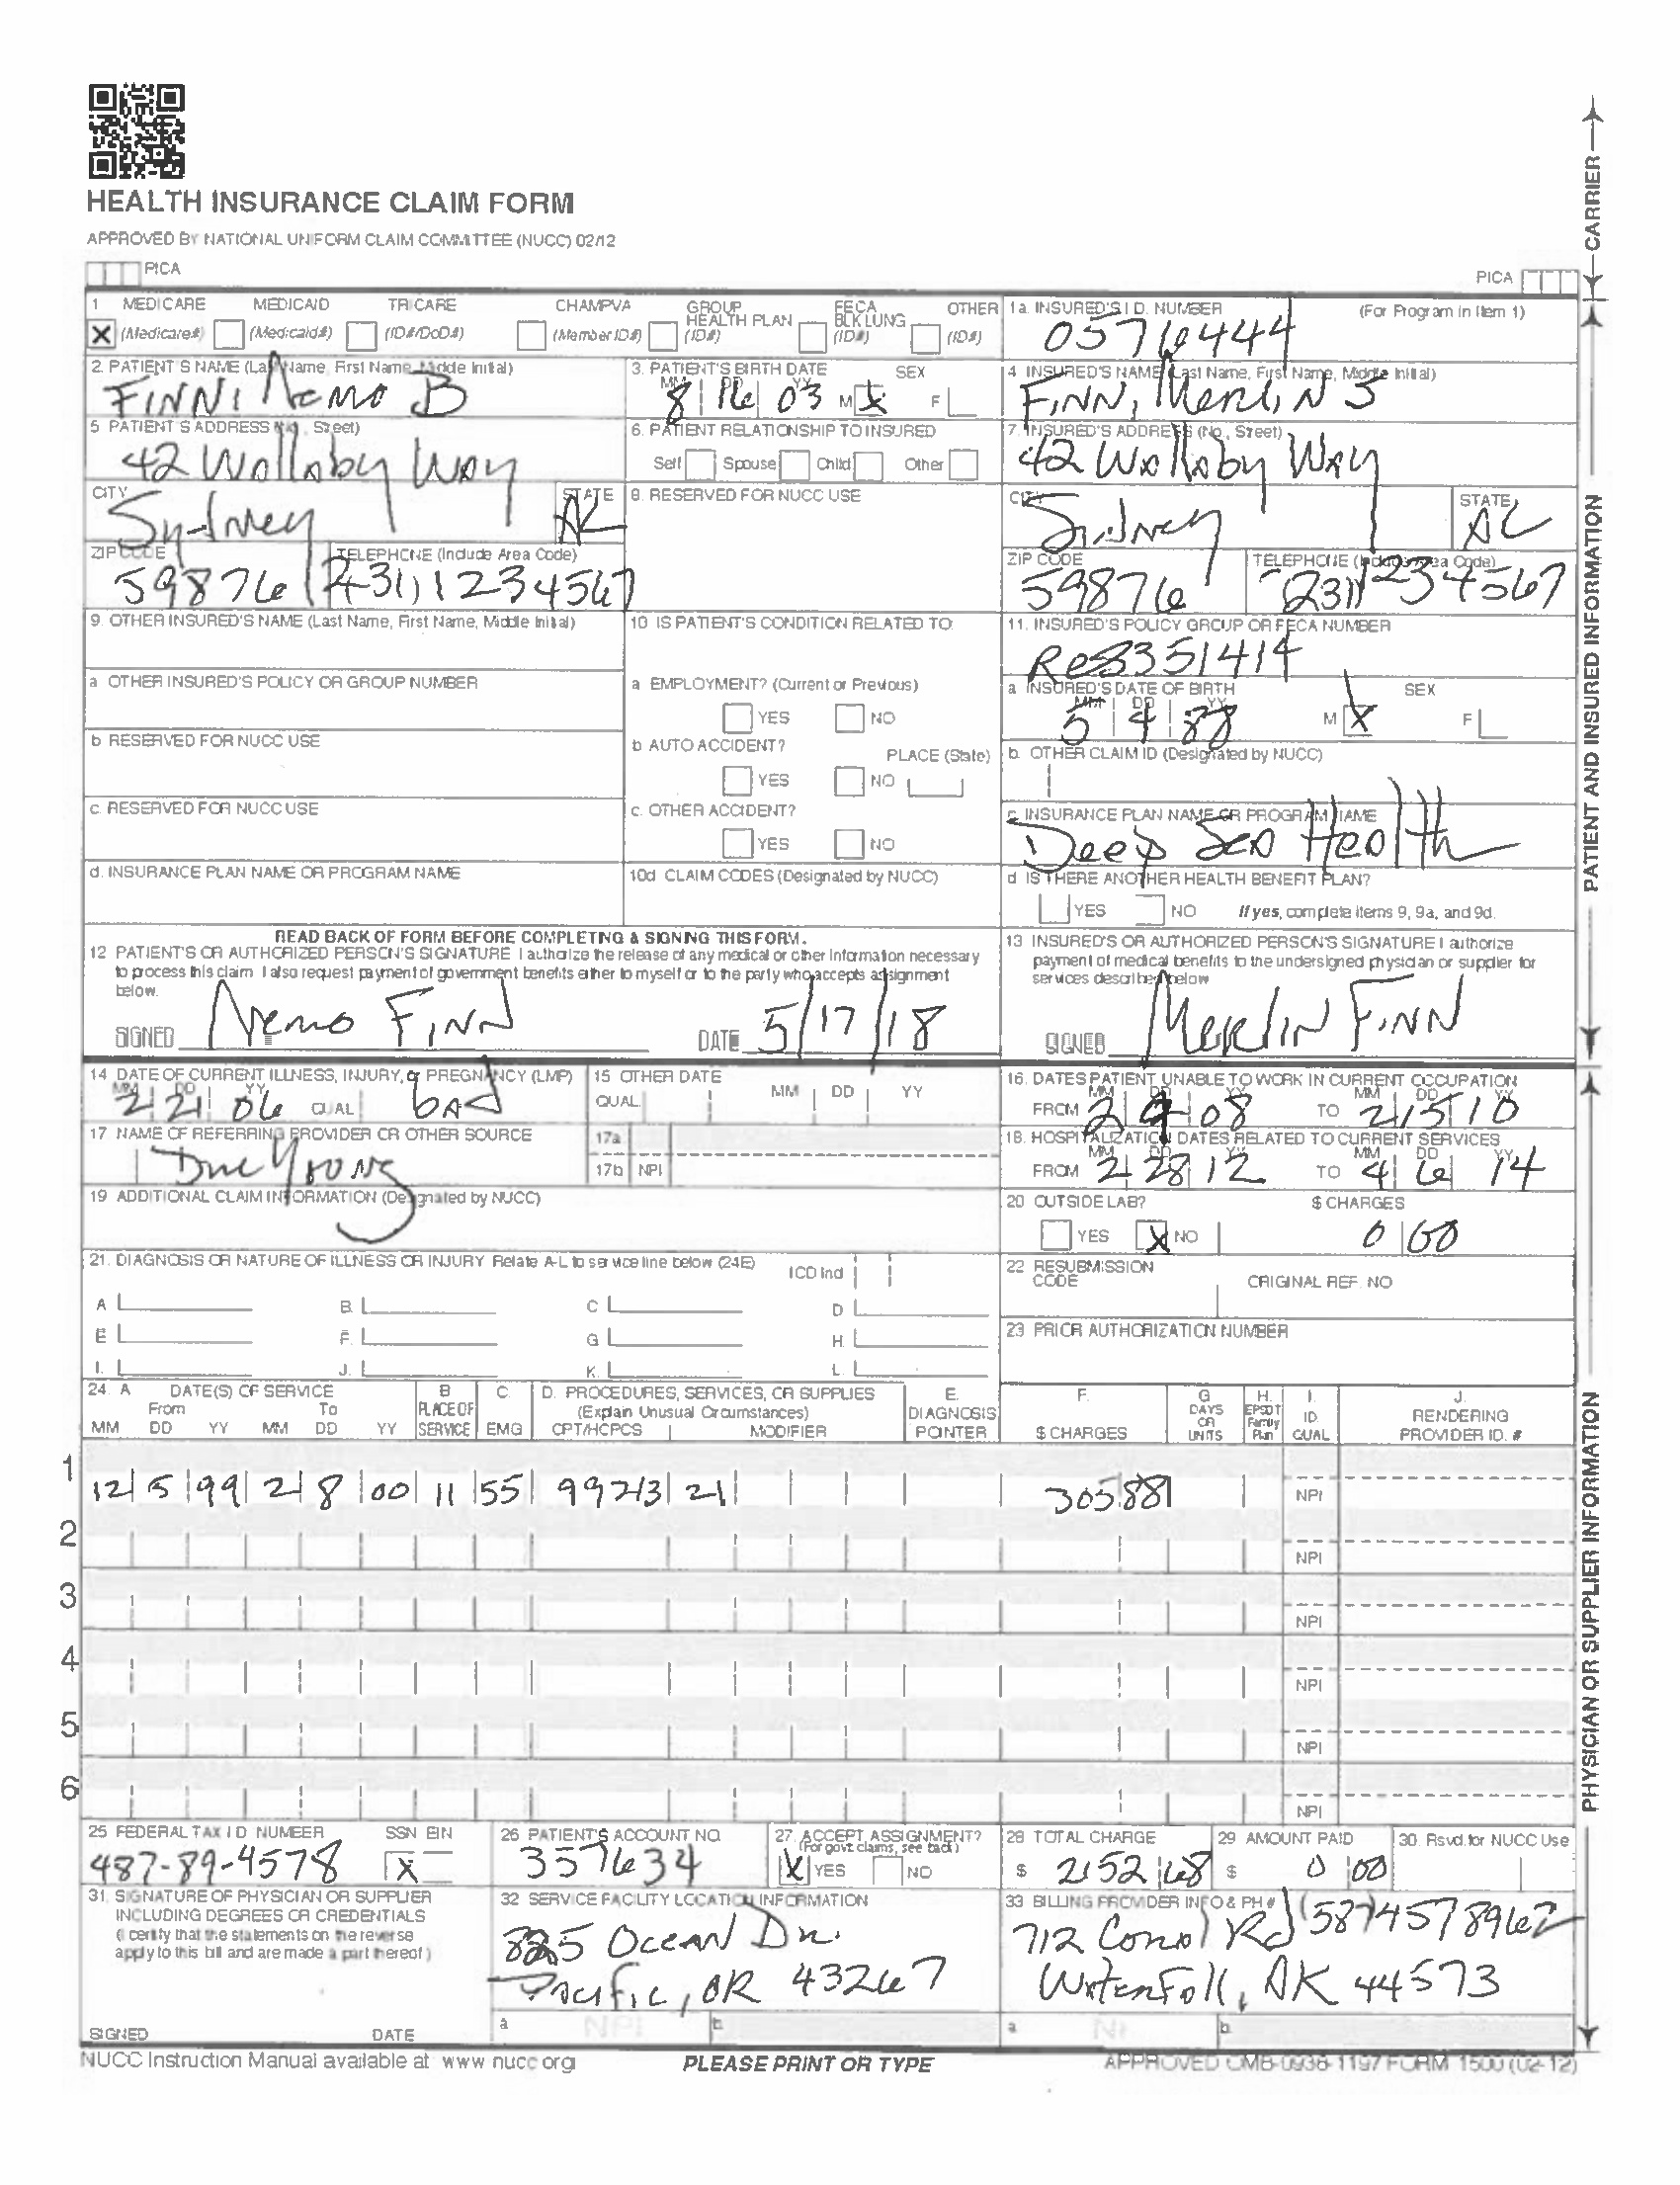 HEALTH INSURANCE CLAIM FORM
APPROVED BY NATIONAL UNIFORM CLAIM COMMITTEE (NUCC) 02/12
PICA
PICA
CARRIER
1 MEDICARE MEDICAID TRICARE CHAMPVA GROUP HEALTH PLAN FECA BLK LUNG OTHER
X (Medicare#) (Medicaid#) (ID#/DoD#) (Member ID#) (ID#) (ID#) (ID#)
1a. INSURED'S I.D. NUMBER (For Program in Item 1)
05766444
2. PATIENT'S NAME (Last Name, First Name, Middle Initial)
FINN, Nemo B
3. PATIENT'S BIRTH DATE SEX
MM DD YY
8 16 03 M X F
4 INSURED'S NAME (Last Name, First Name, Middle Initial)
FINN, Merlin S
5 PATIENT'S ADDRESS (No., Street)
42 Wallaby Way
6. PATIENT RELATIONSHIP TO INSURED
Self Spouse Child Other
7. INSURED'S ADDRESS (No., Street)
42 Wallaby Way
CITY STATE
Sydney
8. RESERVED FOR NUCC USE
CITY STATE
Sydney
ZIP CODE TELEPHONE (Include Area Code)
59876 231) 1234567
ZIP CODE TELEPHONE (Include Area Code)
59876 231) 1234567
9. OTHER INSURED'S NAME (Last Name, First Name, Middle Initial)
10 IS PATIENT'S CONDITION RELATED TO:
11. INSURED'S POLICY GROUP OR FECA NUMBER
a OTHER INSURED'S POLICY OR GROUP NUMBER
a EMPLOYMENT? (Current or Previous)
YES NO
a INSURED'S DATE OF BIRTH SEX
MM DD YY
5 4 88 M X F
b RESERVED FOR NUCC USE
b AUTO ACCIDENT? PLACE (State)
YES NO
b. OTHER CLAIM ID (Designated by NUCC)
c. RESERVED FOR NUCC USE
c. OTHER ACCIDENT?
YES NO
c. INSURANCE PLAN NAME OR PROGRAM NAME
Deep Sea Health
d. INSURANCE PLAN NAME OR PROGRAM NAME
10d CLAIM CODES (Designated by NUCC)
d IS THERE ANOTHER HEALTH BENEFIT PLAN?
YES NO If yes, complete items 9, 9a, and 9d.
READ BACK OF FORM BEFORE COMPLETING & SIGNING THIS FORM.
12 PATIENT'S OR AUTHORIZED PERSON'S SIGNATURE I authorize the release of any medical or other information necessary
to process this claim I also request payment of government benefits either to myself or to the party who accepts assignment
below.
SIGNED Nemo Finn DATE 5/17/18
13 INSURED'S OR AUTHORIZED PERSON'S SIGNATURE I authorize
payment of medical benefits to the undersigned physician or supplier for
services described below
SIGNED Merlin Finn
PATIENT AND INSURED INFORMATION
14 DATE OF CURRENT ILLNESS, INJURY, or PREGNANCY (LMP)
MM DD YY
2 21 06 QUAL bad
15 OTHER DATE
QUAL MM DD YY
16. DATES PATIENT UNABLE TO WORK IN CURRENT OCCUPATION
MM DD YY MM DD YY
FROM 2 9 08 TO 2 15 10
17 NAME OF REFERRING PROVIDER OR OTHER SOURCE
Young
17a
17b NPI
18. HOSPITALIZATION DATES RELATED TO CURRENT SERVICES
MM DD YY MM DD YY
FROM 2 28 12 TO 4 6 14
19 ADDITIONAL CLAIM INFORMATION (Designated by NUCC)
20 OUTSIDE LAB? $ CHARGES
YES X NO 0 00
21. DIAGNOSIS OR NATURE OF ILLNESS OR INJURY Relate A-L to service line below (24E) ICD Ind
A B. C D
E F. G H.
I. J. K. L.
22 RESUBMISSION CODE ORIGINAL REF. NO
23 PRIOR AUTHORIZATION NUMBER
24. A DATE(S) OF SERVICE B C. D. PROCEDURES, SERVICES, OR SUPPLIES E. F. G H. I. J.
From To PLACE OF (Explain Unusual Circumstances) DIAGNOSIS DAYS OR UNITS EPSDT Family Plan ID. QUAL RENDERING
MM DD YY MM DD YY SERVICE EMG CPT/HCPCS MODIFIER POINTER $ CHARGES PROVIDER ID. #
1 12 5 99 2 8 00 11 55 99213 21 305 88 NPI
2 NPI
3 NPI
4 NPI
5 NPI
6 NPI
PHYSICIAN OR SUPPLIER INFORMATION
25 FEDERAL TAX I D NUMBER SSN EIN
487-89-4578 X
26 PATIENT'S ACCOUNT NO.
357634
27. ACCEPT ASSIGNMENT?
(For govt claims, see back)
X YES NO
28 TOTAL CHARGE
$ 2152 68
29 AMOUNT PAID
$ 0 00
30. Rsvd.for NUCC Use
31. SIGNATURE OF PHYSICIAN OR SUPPLIER
INCLUDING DEGREES OR CREDENTIALS
(I certify that the statements on the reverse
apply to this bill and are made a part thereof.)
SIGNED DATE
32 SERVICE FACILITY LOCATION INFORMATION
825 Ocean Dr.
Pacific, OR 43267
a NPI b.
33 BILLING PROVIDER INFO & PH #
712 Coral Rd (5874578962
Waterfall, AK 44573
a b
NUCC Instruction Manual available at www nucc org
PLEASE PRINT OR TYPE
APPROVED OMB-0938-1197 FORM 1500 (02-12)